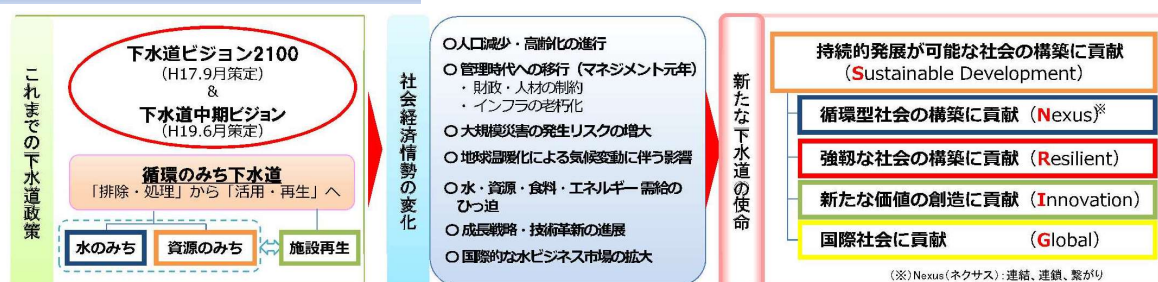 これまでの下水道政策
下水道ビジョン2100
(H17.9月策定)
&
下水道中期ビジョン
(H19.6月策定)
循環のみち下水道
「排除・処理」から「活用・再生」へ
水のみち
資源のみち
施設再生
社会経済情勢の変化
○人口減少・高齢化の進行
○管理時代への移行（マネジメント元年）
・財政・人材の制約
・インフラの老朽化
○大規模災害の発生リスクの増大
○地球温暖化による気候変動に伴う影響
○水・資源・食料・エネルギー需給の
ひっ迫
○成長戦略・技術革新の進展
○国際的な水ビジネス市場の拡大
新たな下水道の使命
持続的発展が可能な社会の構築に貢献
（Sustainable Development）
循環型社会の構築に貢献（Nexus）※
強靱な社会の構築に貢献（Resilient）
新たな価値の創造に貢献（Innovation）
国際社会に貢献（Global）
（※）Nexus（ネクサス）：連結、連鎖、繋がり